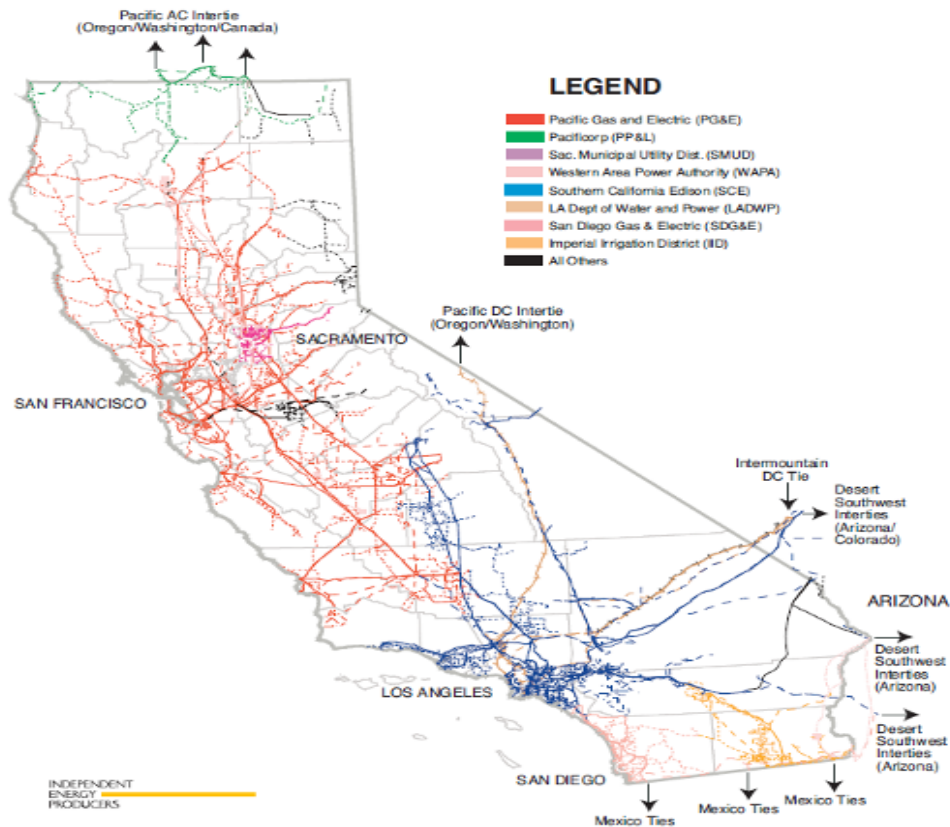 Pacific AC Intertie
(Oregon/Washington/Canada)
LEGEND
Pacific Gas and Electric (PG&E)
Pacificorp (PP&L)
Sac. Municipal Utility Dist. (SMUD)
Western Area Power Authority (WAPA)
Southern California Edison (SCE)
LA Dept of Water and Power (LADWP)
San Diego Gas & Electric (SDG&E)
Imperial Irrigation District (IID)
All Others
Pacific DC Intertie
(Oregon/Washington)
SACRAMENTO
SAN FRANCISCO
Intermountain
DC Tie
Desert
Southwest
Interties
(Arizona/
Colorado)
ARIZONA
Desert
Southwest
Interties
(Arizona)
LOS ANGELES
Desert
Southwest
Interties
(Arizona)
SAN DIEGO
Mexico Ties
Mexico Ties
Mexico Ties
INDEPENDENT
ENERGY
PRODUCERS